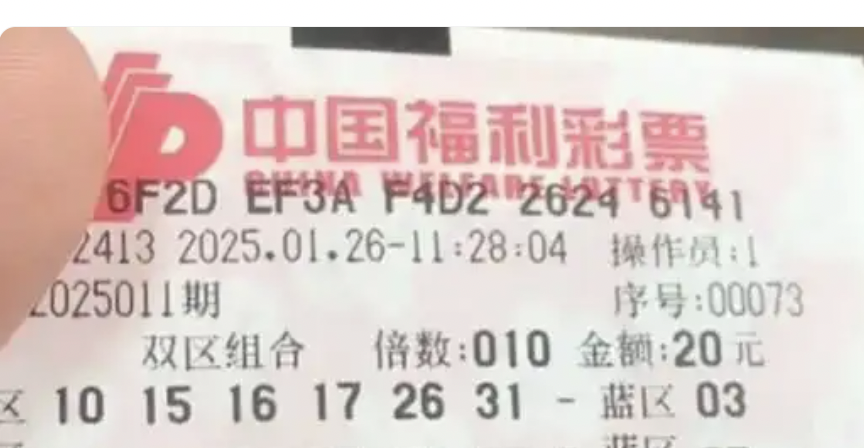 中国福利彩票
CHINA WELFARE LOTTERY
6F2D EF3A F4D2 2624 6141
2413 2025.01.26-11:28:04 操作员:1
2025011期 序号:00073
双区组合 倍数:010 金额:20元
区 10 15 16 17 26 31 - 蓝区 03
蓝区